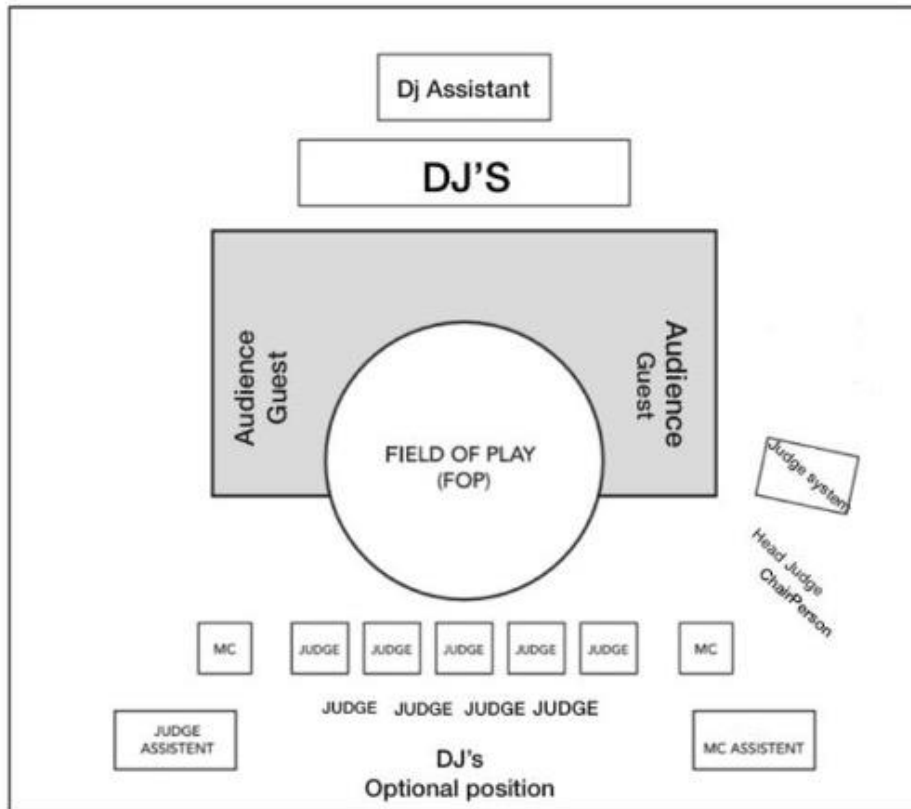 Dj Assistant
DJ'S
Audience
Guest
Audience
Guest
FIELD OF PLAY
(FOP)
Judge system
Head Judge
ChairPerson
MC
JUDGE
JUDGE
JUDGE
JUDGE
JUDGE
MC
JUDGE
JUDGE
JUDGE
JUDGE
JUDGE
ASSISTENT
MC ASSISTENT
DJ's
Optional position